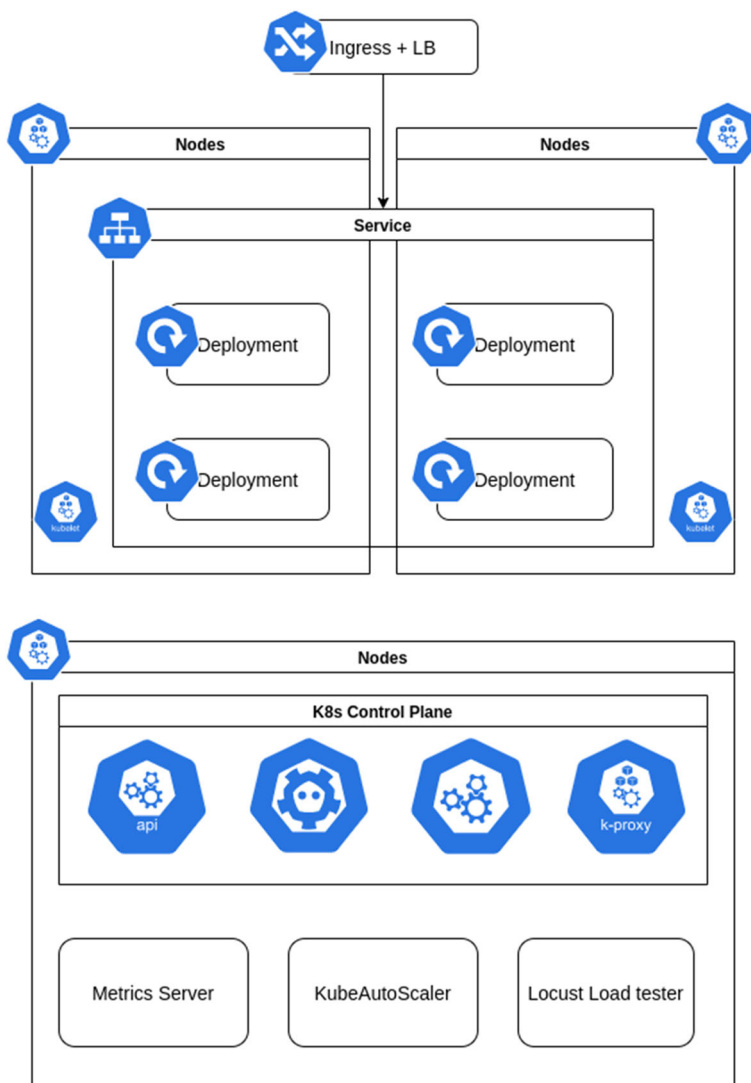 Ingress + LB
Nodes
Nodes
Service
Deployment
Deployment
Deployment
Deployment
kubelet
kubelet
Nodes
K8s Control Plane
api
k-proxy
Metrics Server
KubeAutoScaler
Locust Load tester